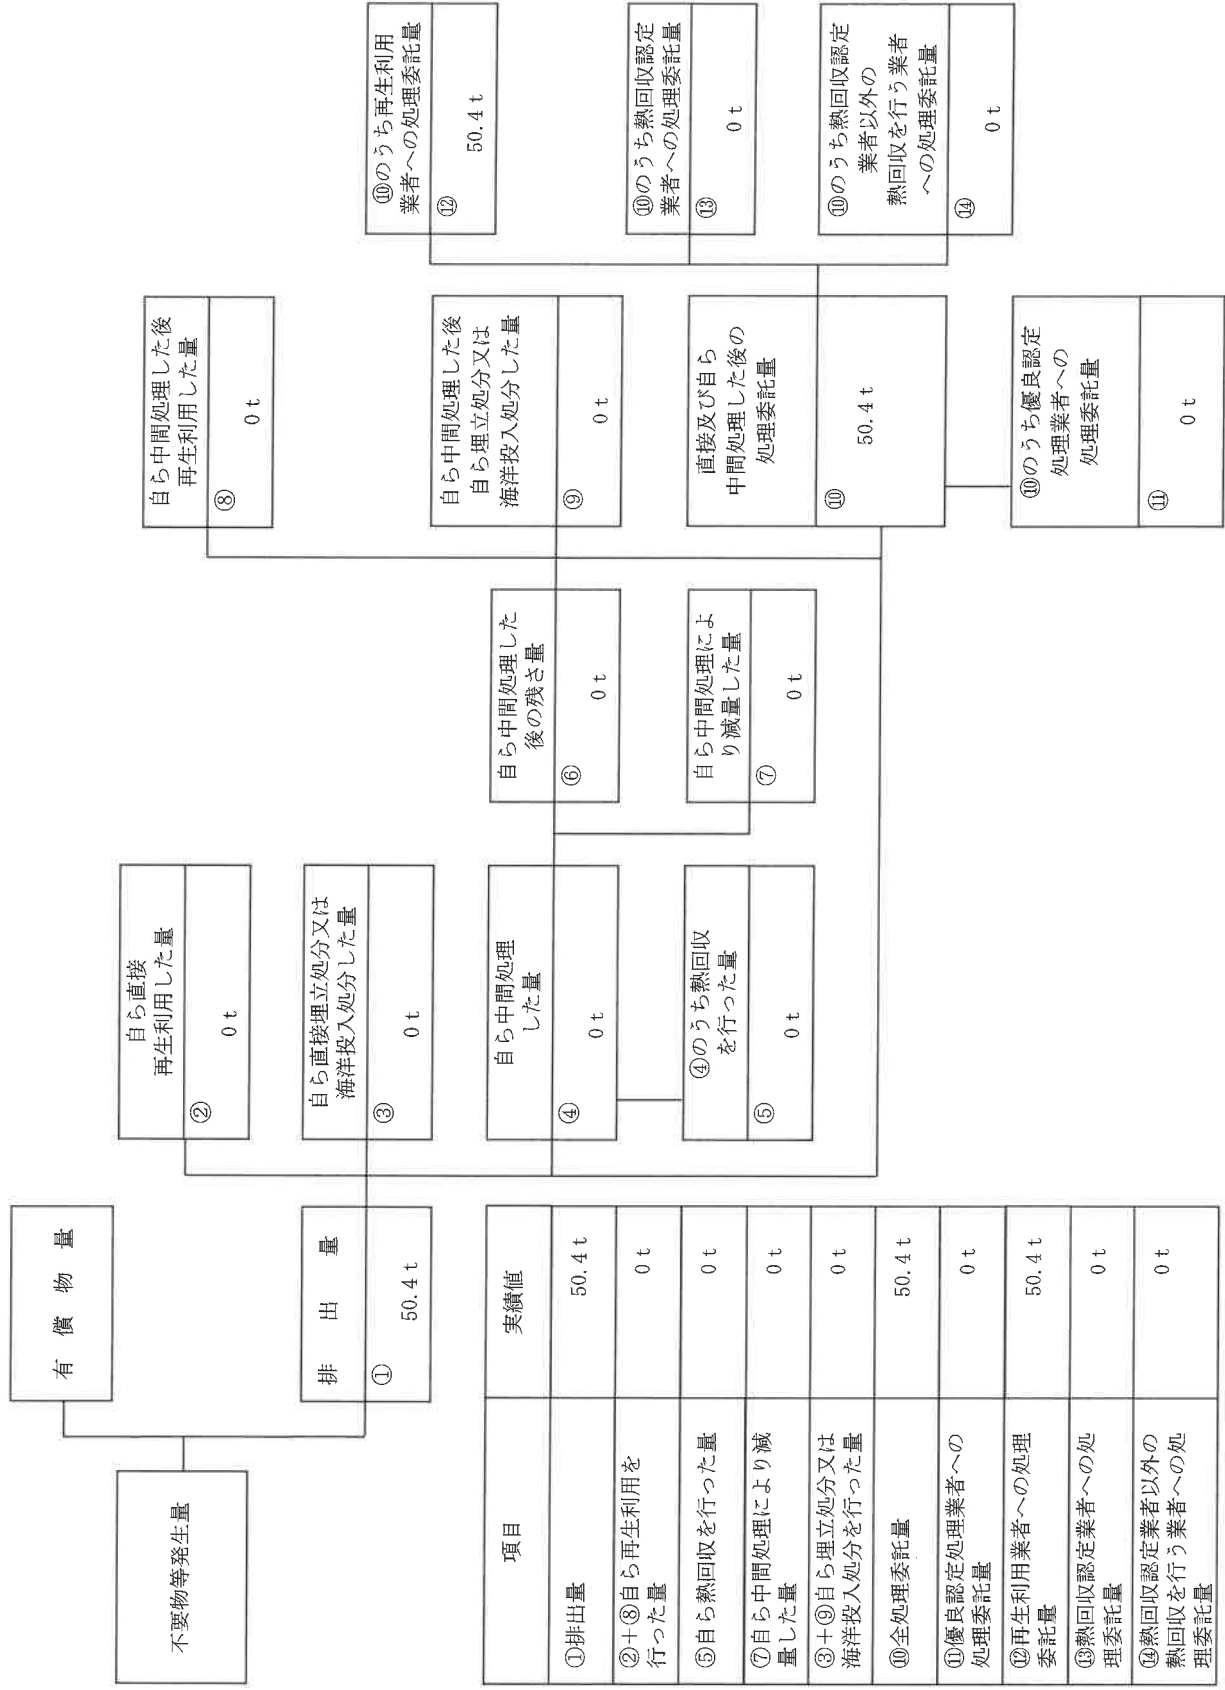 不要物等発生量
有償物量
排出量
①
50.4 t
自ら直接
再生利用した量
②
0 t
自ら直接埋立処分又は
海洋投入処分した量
③
0 t
自ら中間処理
した量
④
0 t
④のうち熱回収
を行った量
⑤
0 t
自ら中間処理した
後の残さ量
⑥
0 t
自ら中間処理によ
り減量した量
⑦
0 t
自ら中間処理した後
再生利用した量
⑧
0 t
自ら中間処理した後
自ら埋立処分又は
海洋投入処分した量
⑨
0 t
直接及び自ら
中間処理した後の
処理委託量
⑩
50.4 t
⑩のうち優良認定
処理業者への
処理委託量
⑪
0 t
⑩のうち再生利用
業者への処理委託量
⑫
50.4 t
⑩のうち熱回収認定
業者への処理委託量
⑬
0 t
⑩のうち熱回収認定
業者以外の
熱回収を行う業者
への処理委託量
⑭
0 t
項目
実績値
①排出量
50.4 t
②＋⑧自ら再生利用を
行った量
0 t
⑤自ら熱回収を行った量
0 t
⑦自ら中間処理により減
量した量
0 t
③＋⑨自ら埋立処分又は
海洋投入処分を行った量
0 t
⑩全処理委託量
50.4 t
⑪優良認定処理業者への
処理委託量
0 t
⑫再生利用業者への処理
委託量
50.4 t
⑬熱回収認定業者への処
理委託量
0 t
⑭熱回収認定業者以外の
熱回収を行う業者への処
理委託量
0 t